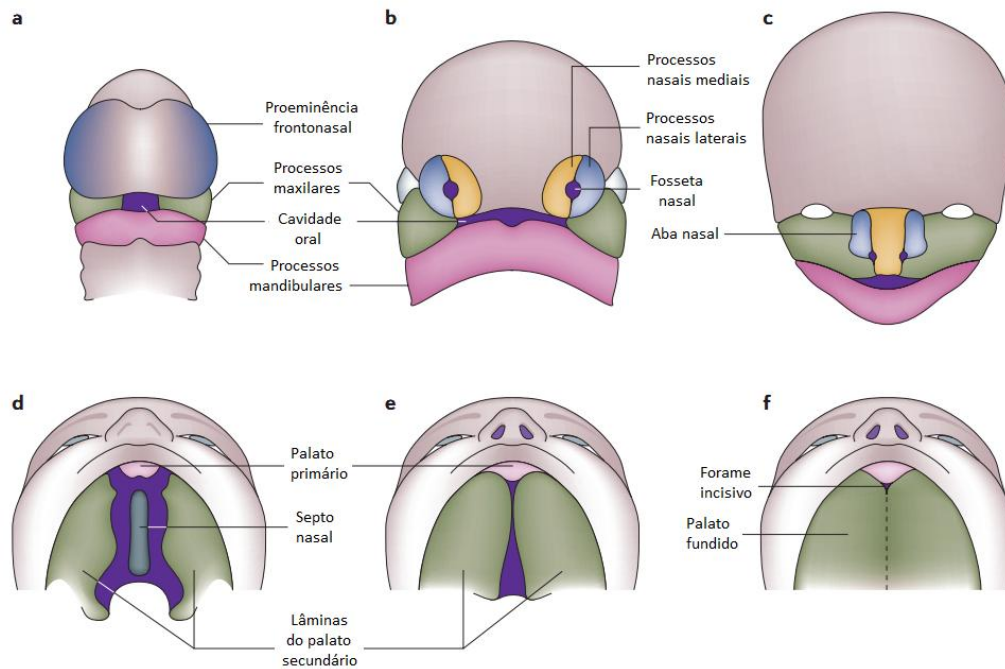 a
b
c
Proeminência
frontonasal
Processos
maxilares
Cavidade
oral
Processos
mandibulares
Processos
nasais mediais
Processos
nasais laterais
Fosseta
nasal
Aba nasal
d
e
f
Palato
primário
Septo
nasal
Lâminas
do palato
secundário
Forame
incisivo
Palato
fundido